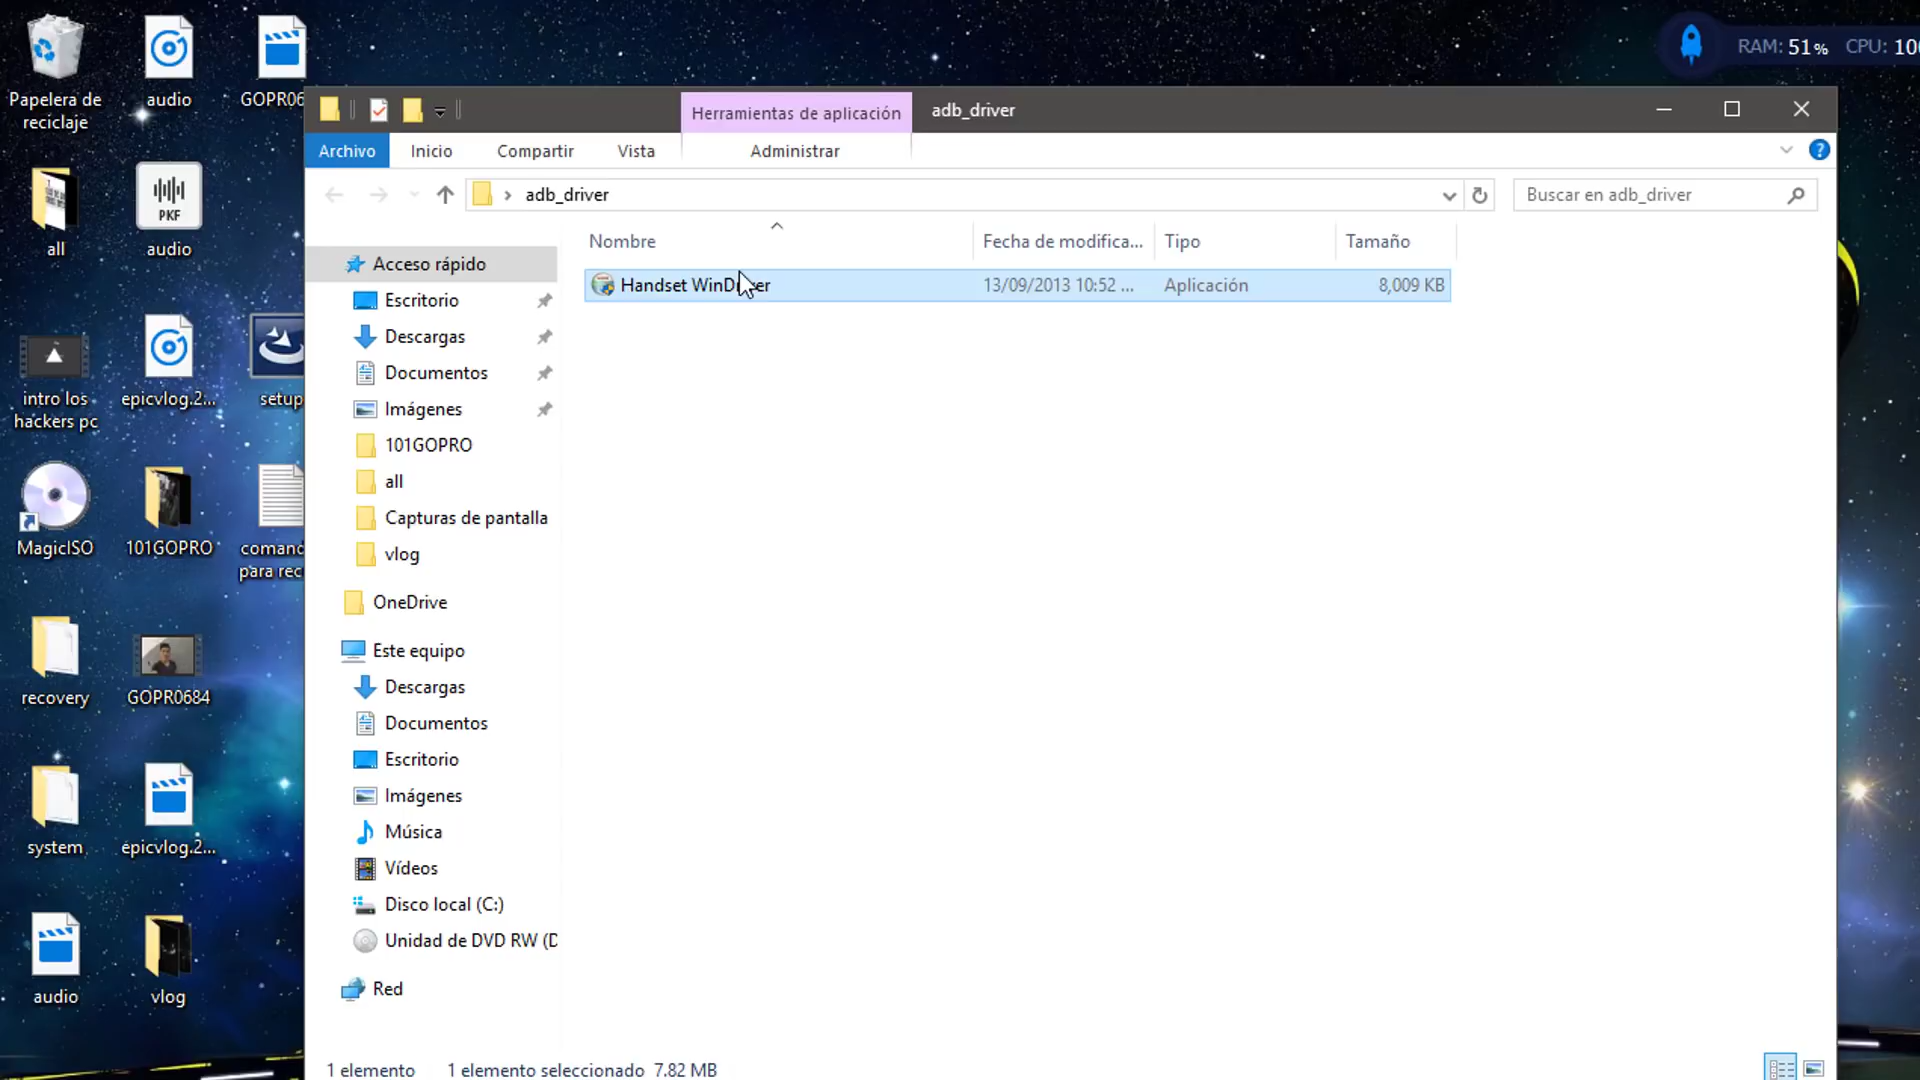 RAM: 51% CPU: 100
Papelera de
reciclaje
audio
GOPR06
Herramientas de aplicación
adb_driver
Archivo
Inicio
Compartir
Vista
Administrar
adb_driver
Buscar en adb_driver
Nombre
Fecha de modifica...
Tipo
Tamaño
Handset WinDriver
13/09/2013 10:52 ...
Aplicación
8,009 KB
all
PKF
audio
intro los
hackers pc
epicvlog.2...
setup
MagicISO
101GOPRO
comand
para rec
recovery
GOPR0684
system
epicvlog.2...
audio
vlog
Acceso rápido
Escritorio
Descargas
Documentos
Imágenes
101GOPRO
all
Capturas de pantalla
vlog
OneDrive
Este equipo
Descargas
Documentos
Escritorio
Imágenes
Música
Vídeos
Disco local (C:)
Unidad de DVD RW (D
Red
1 elemento
1 elemento seleccionado 7.82 MB